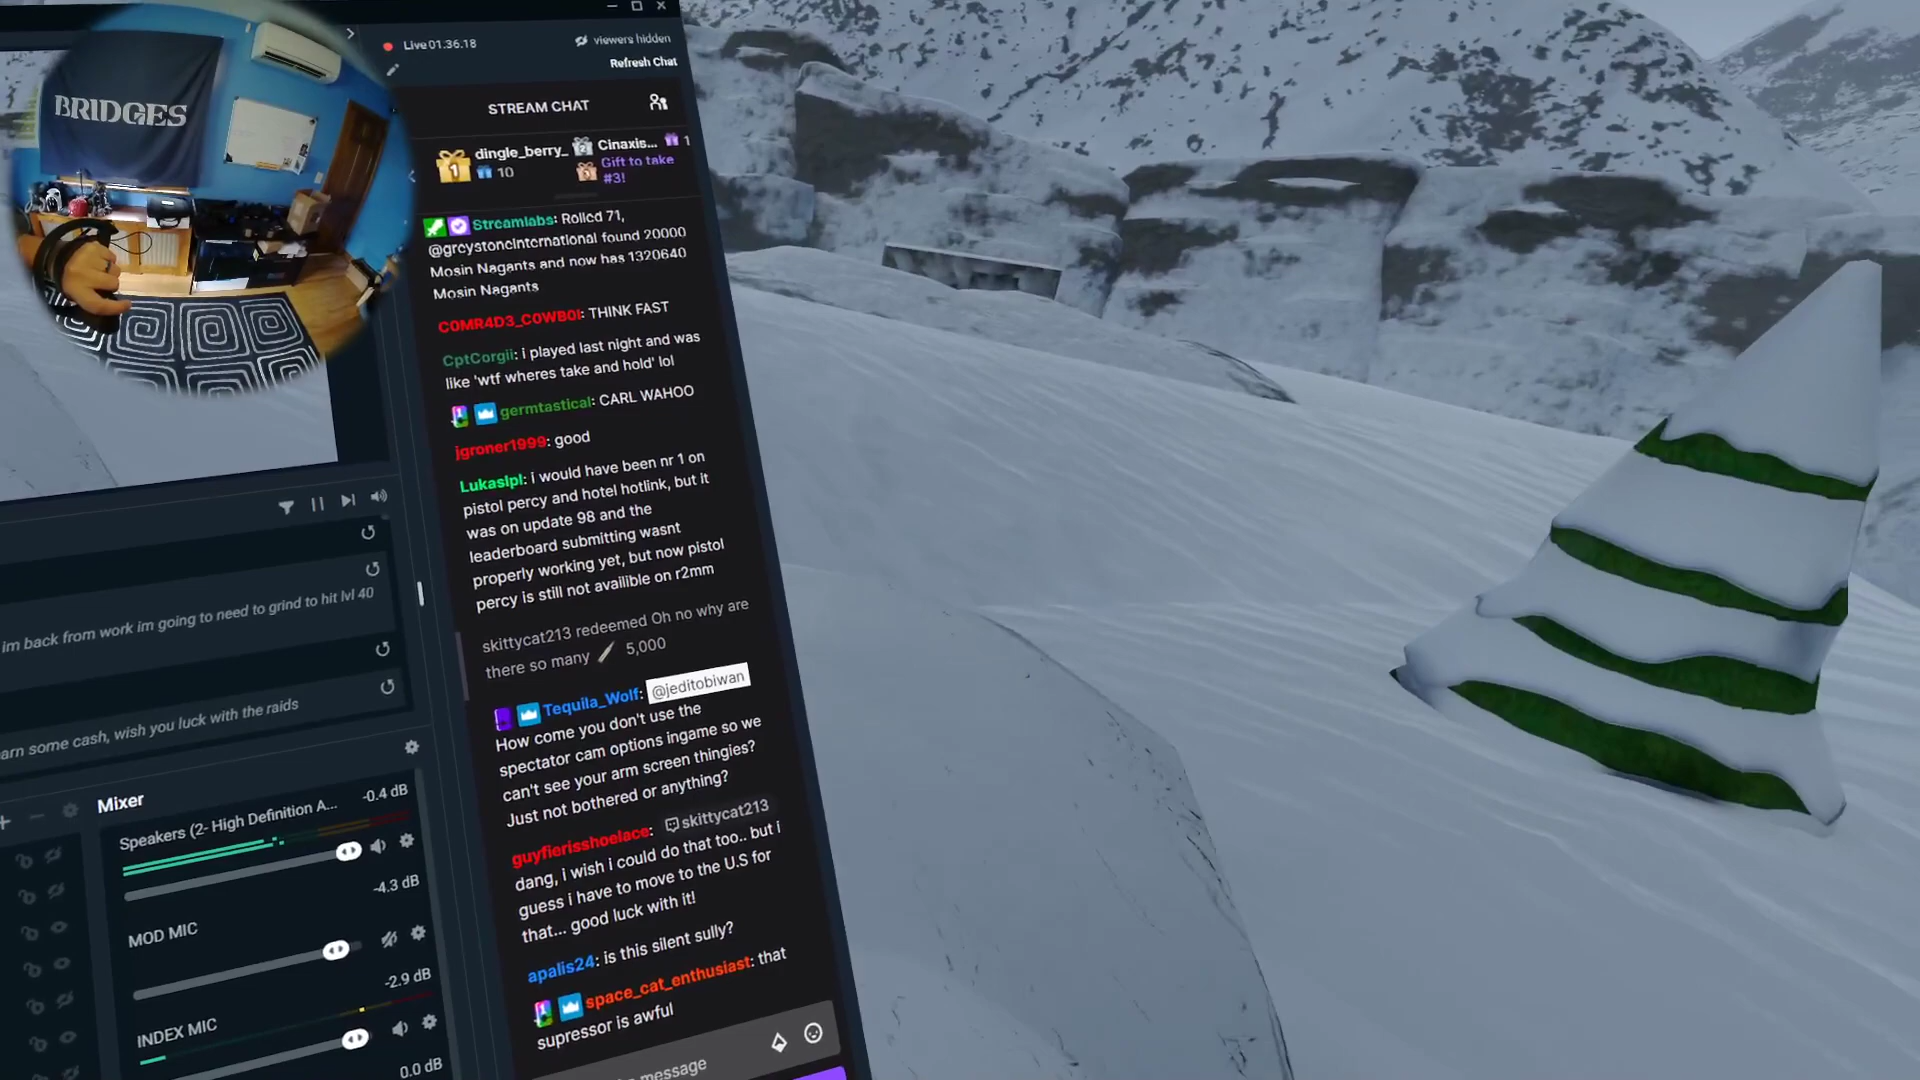 BRIDGES
Live 01.36.18
viewers hidden
Refresh Chat
STREAM CHAT
1
dingle_berry_
10
2
Cinaxis...
1
3
Gift to take
#3!
Streamlabs: Rolled 71,
@greystoneinternational found 20000
Mosin Nagants and now has 1320640
Mosin Nagants
C0MR4D3_C0WB0I: THINK FAST
CptCorgii: i played last night and was
like 'wtf wheres take and hold' lol
germtastical: CARL WAHOO
jgroner1999: good
Lukaslpl: i would have been nr 1 on
pistol percy and hotel hotlink, but it
was on update 98 and the
leaderboard submitting wasnt
properly working yet, but now pistol
percy is still not availible on r2mm
skittycat213 redeemed Oh no why are
there so many 5,000
Tequila_Wolf: @jeditobiwan
How come you don't use the
spectator cam options ingame so we
can't see your arm screen thingies?
Just not bothered or anything?
guyfierisshoelace: skittycat213
dang, i wish i could do that too.. but i
guess i have to move to the U.S for
that... good luck with it!
apalis24: is this silent sully?
space_cat_enthusiast: that
supressor is awful
message
im back from work im going to need to grind to hit lvl 40
arn some cash, wish you luck with the raids
Mixer
Speakers (2- High Definition A...
-0.4 dB
MOD MIC
-4.3 dB
INDEX MIC
-2.9 dB
0.0 dB